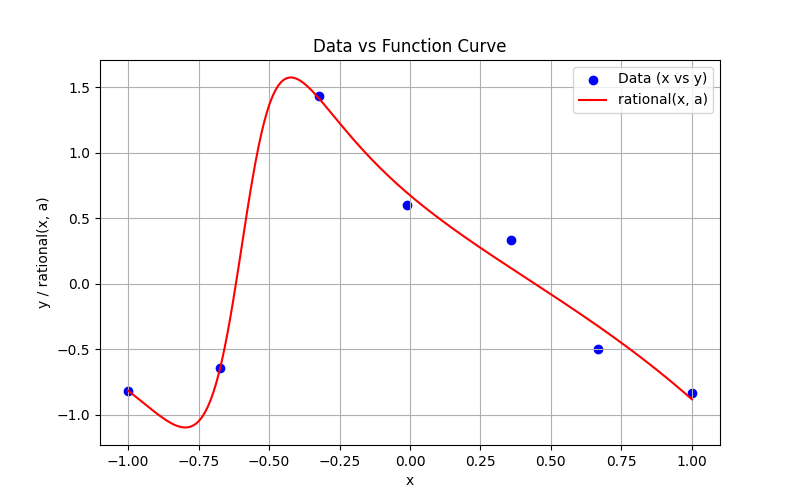 Data vs Function Curve
Data (x vs y)
rational(x, a)
y / rational(x, a)
1.5
1.0
0.5
0.0
−0.5
−1.0
−1.00 −0.75 −0.50 −0.25 0.00 0.25 0.50 0.75 1.00
x